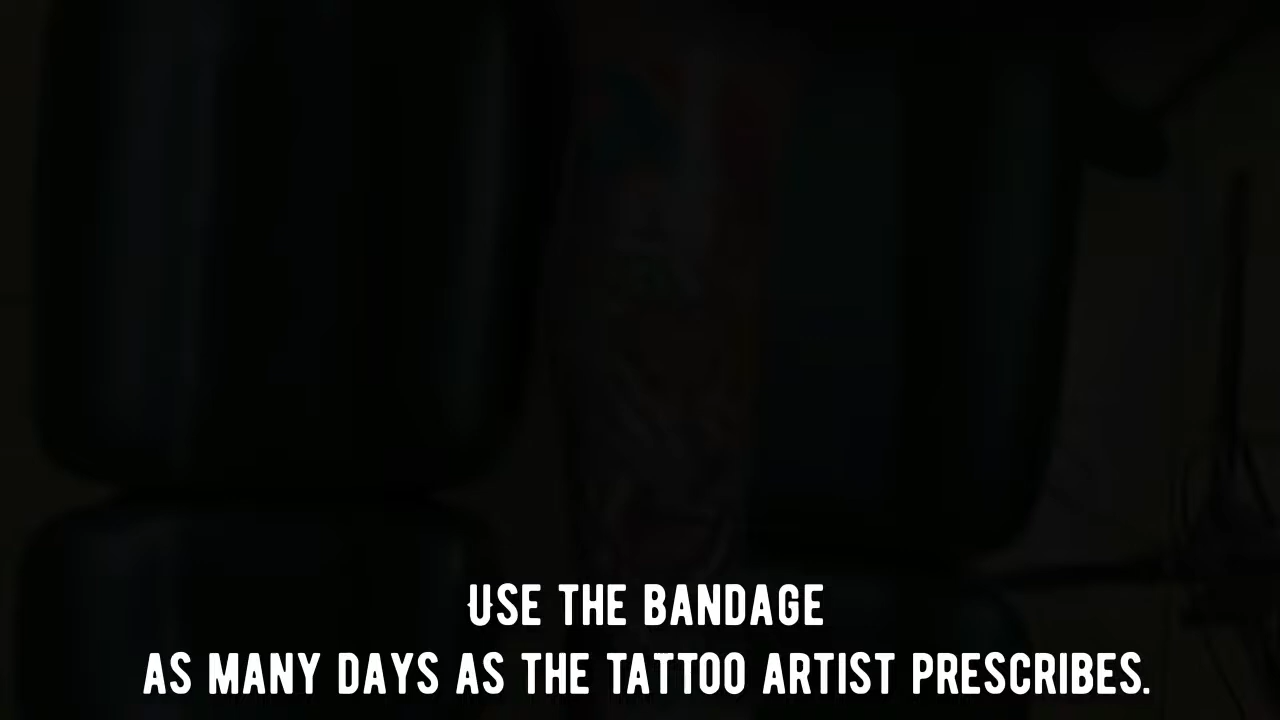 USE THE BANDAGE
AS MANY DAYS AS THE TATTOO ARTIST PRESCRIBES.